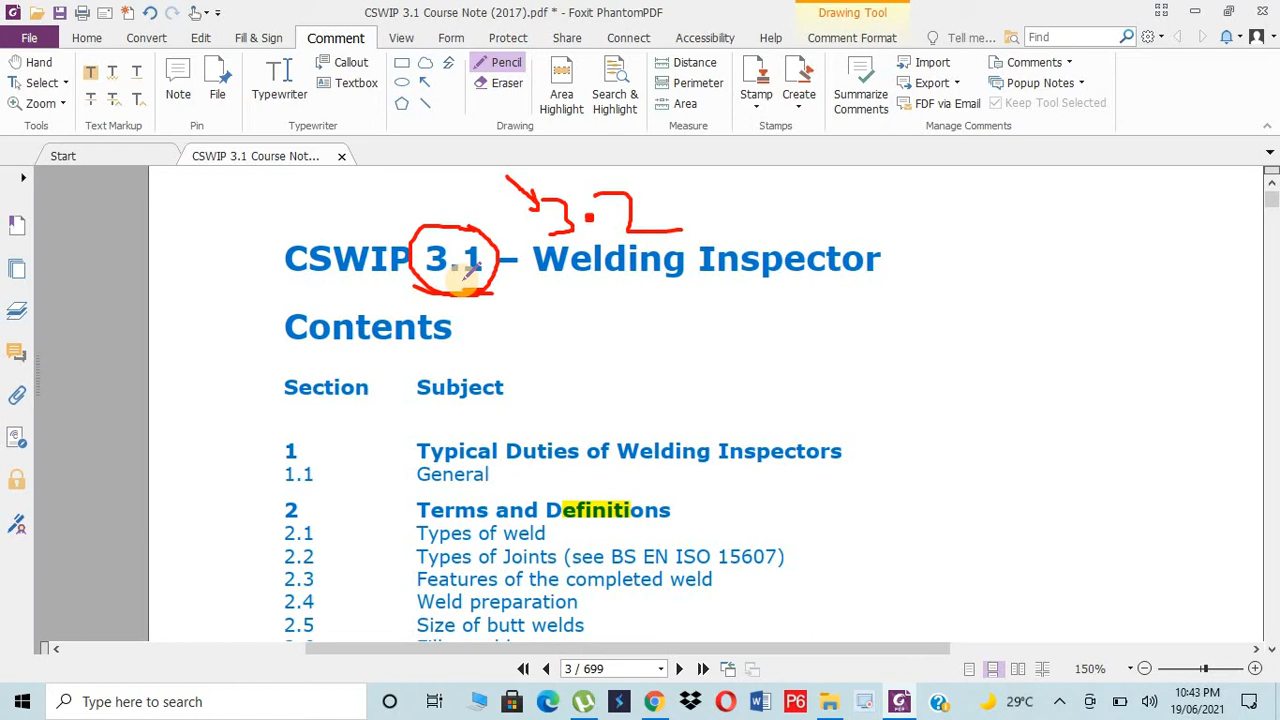 CSWIP 3.1 Course Note (2017).pdf * - Foxit PhantomPDF
Drawing Tool
File Home Convert Edit Fill & Sign Comment View Form Protect Share Connect Accessibility Help Comment Format Tell me... Find
Hand
Select
Zoom
Tools
Text Markup
Note
File
Pin
Typewriter
Callout
Textbox
Typewriter
Pencil
Eraser
Area Highlight
Search & Highlight
Drawing
Distance
Perimeter
Area
Measure
Stamp
Create
Stamps
Summarize Comments
Import
Export
FDF via Email
Comments
Popup Notes
Keep Tool Selected
Manage Comments
Start
CSWIP 3.1 Course Not...
3.2
CSWIP 3.1 – Welding Inspector
Contents
Section Subject
1 Typical Duties of Welding Inspectors
1.1 General
2 Terms and Definitions
2.1 Types of weld
2.2 Types of Joints (see BS EN ISO 15607)
2.3 Features of the completed weld
2.4 Weld preparation
2.5 Size of butt welds
3 / 699
150%
Type here to search
29°C
10:43 PM
19/06/2021